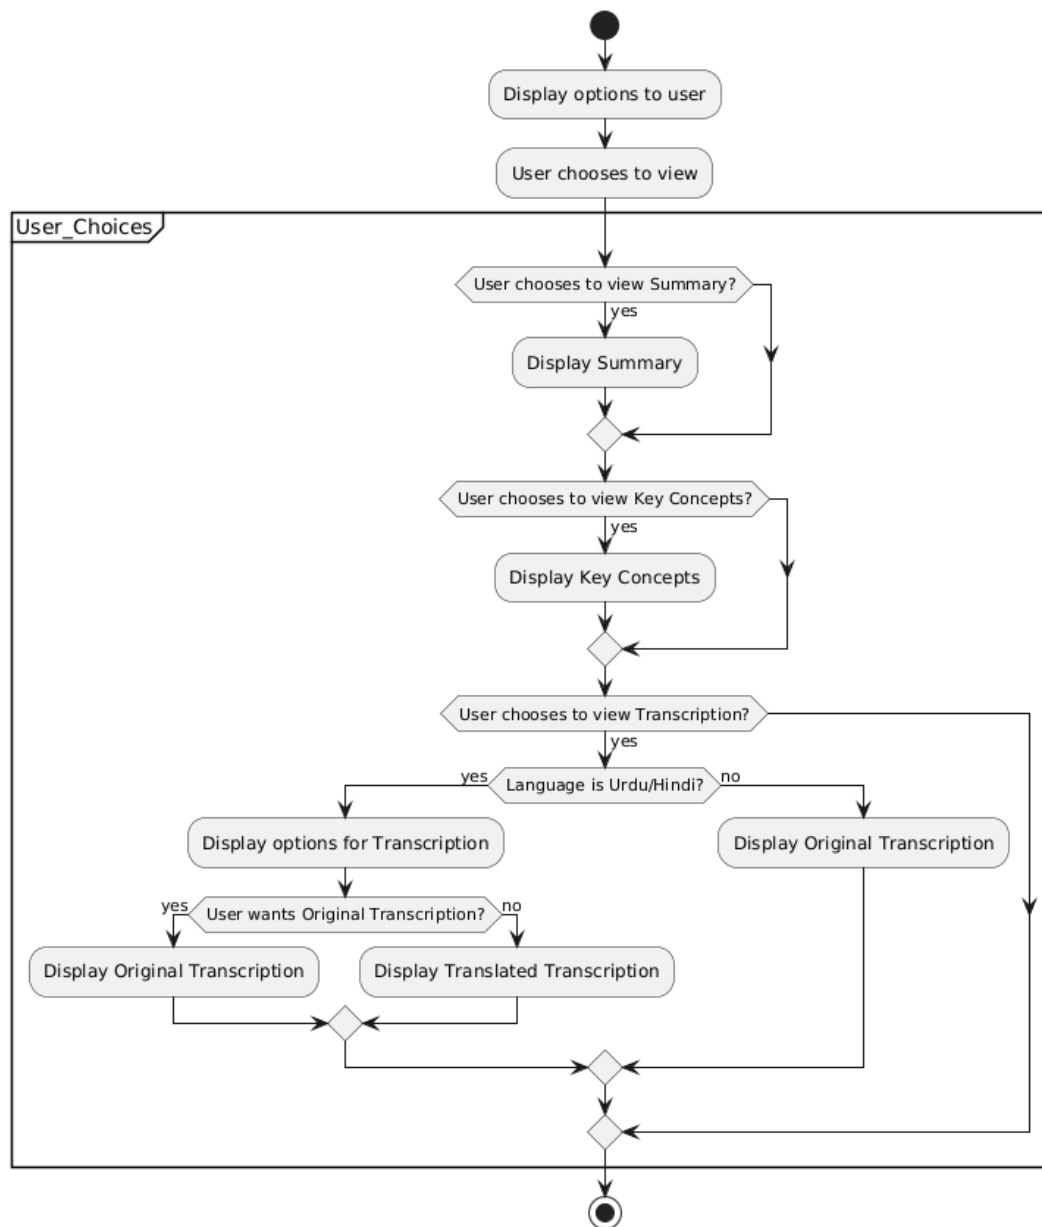 Display options to user
User chooses to view
User_Choices
User chooses to view Summary?
yes
Display Summary
User chooses to view Key Concepts?
yes
Display Key Concepts
User chooses to view Transcription?
yes
yes
Language is Urdu/Hindi?
no
Display options for Transcription
Display Original Transcription
yes
User wants Original Transcription?
no
Display Original Transcription
Display Translated Transcription